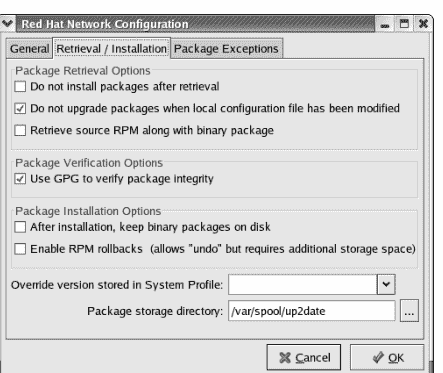 Red Hat Network Configuration
General Retrieval / Installation Package Exceptions
Package Retrieval Options
Do not install packages after retrieval
Do not upgrade packages when local configuration file has been modified
Retrieve source RPM along with binary package
Package Verification Options
Use GPG to verify package integrity
Package Installation Options
After installation, keep binary packages on disk
Enable RPM rollbacks (allows "undo" but requires additional storage space)
Override version stored in System Profile:
Package storage directory: /var/spool/up2date ...
Cancel OK